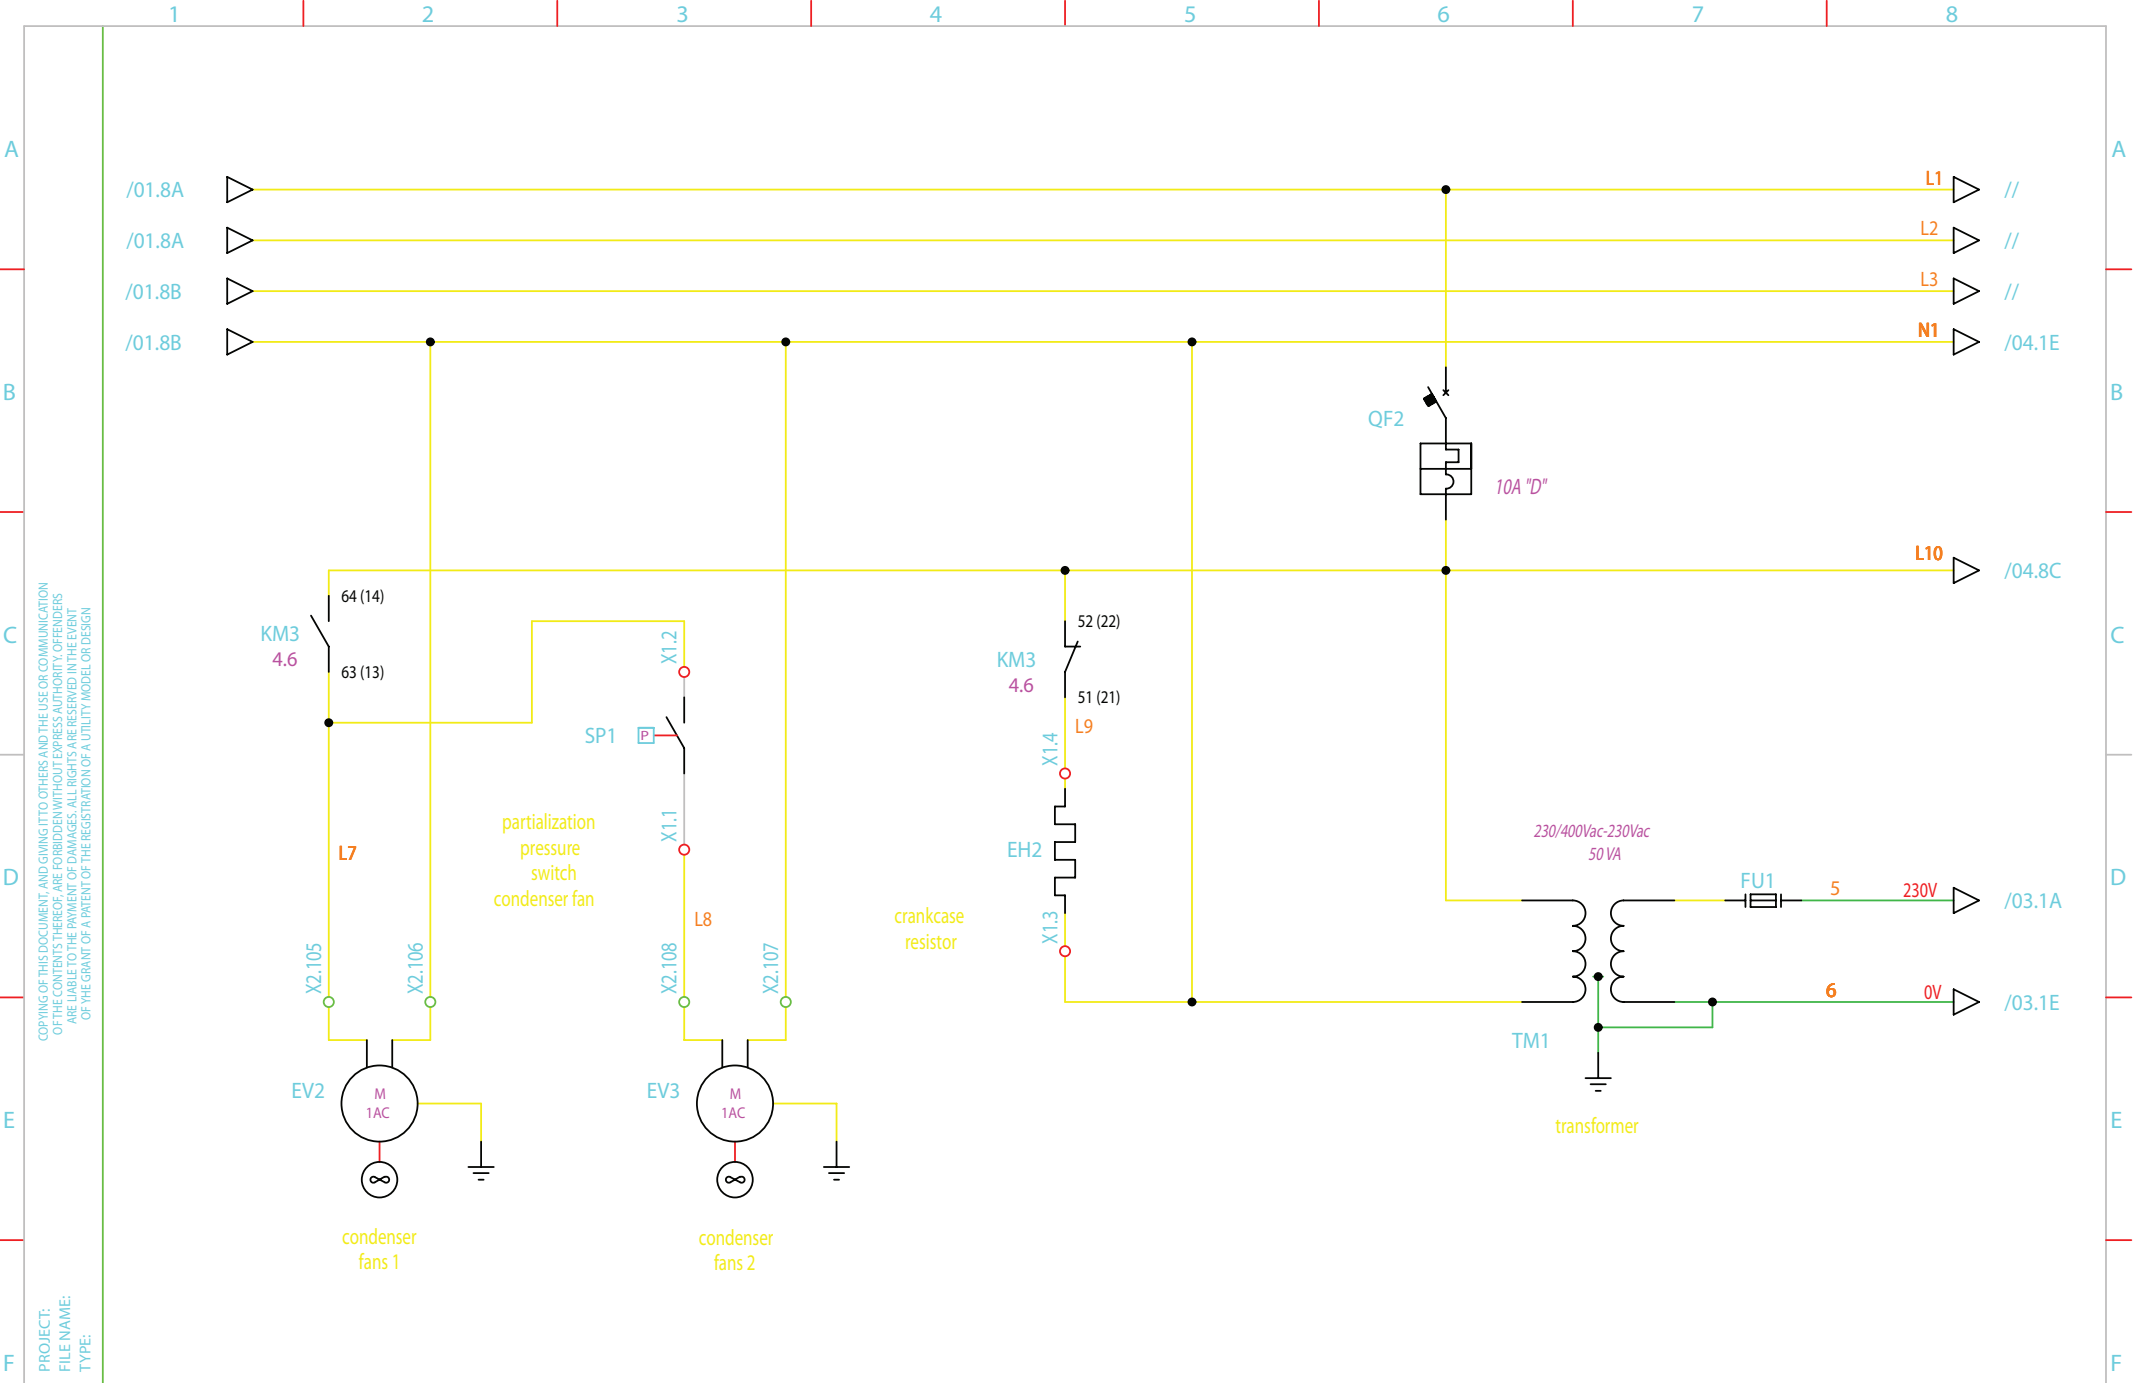 1 2 3 4 5 6 7 8
A A
/01.8A L1 //
/01.8A L2 //
/01.8B L3 //
/01.8B N1 /04.1E
B B
QF2
10A "D"
L10 /04.8C
64 (14)
KM3
4.6
63 (13)
C C
X1.2
SP1 P
X1.1
52 (22)
KM3
4.6
51 (21)
L9
X1.4
EH2
X1.3
partialization
pressure
switch
condenser fan
L7
L8
crankcase
resistor
230/400Vac-230Vac
50 VA
FU1 5 230V /03.1A
D D
X2.105 X2.106 X2.108 X2.107
6 0V /03.1E
TM1
transformer
EV2 M
1AC
EV3 M
1AC
E E
condenser
fans 1
condenser
fans 2
COPYING OF THIS DOCUMENT, AND GIVING IT TO OTHERS AND THE USE OR COMMUNICATION
OF THE CONTENTS THEREOF, ARE FORBIDDEN WITHOUT EXPRESS AUTHORITY. OFFENDERS
ARE LIABLE TO THE PAYMENT OF DAMAGES. ALL RIGHTS ARE RESERVED IN THE EVENT
OF YHE GRANT OF A PATENT OF THE REGISTRATION OF A UTILITY MODEL OR DESIGN
PROJECT:
FILE NAME:
TYPE:
F F